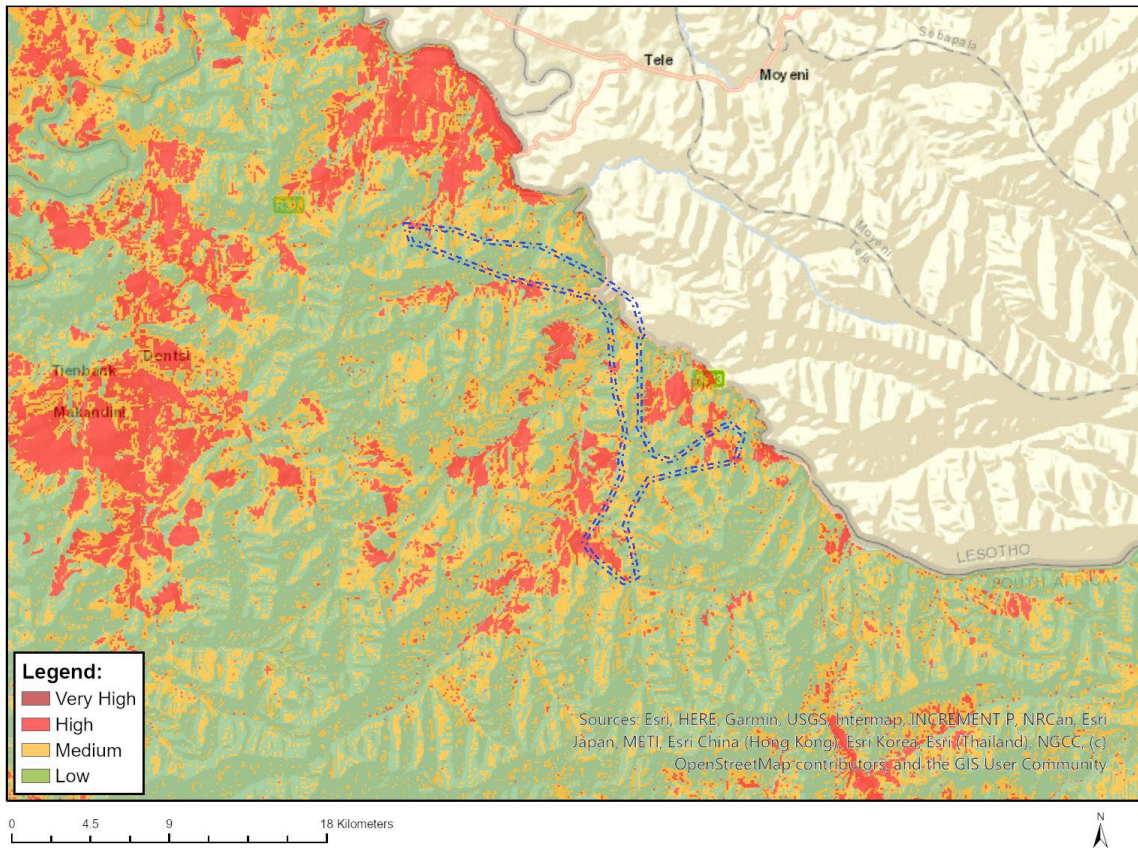 Sebapala
Tele
Moyeni
R393
Moyeni
Tele
Dontsi
Tienbank
Makandini
LESOTHO
SOUTH AFRICA
Legend:
Very High
High
Medium
Low
Sources: Esri, HERE, Garmin, USGS, Intermap, INCREMENT P, NRCan, Esri
Japan, METI, Esri China (Hong Kong), Esri Korea, Esri (Thailand), NGCC, (c)
OpenStreetMap contributors, and the GIS User Community
0 4.5 9 18 Kilometers
N